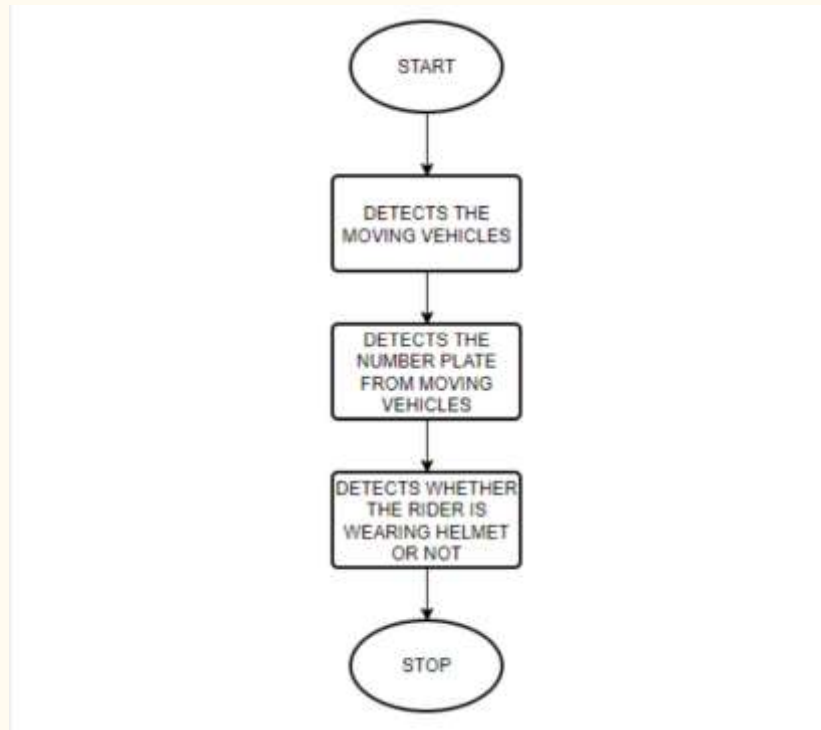 START
DETECTS THE
MOVING VEHICLES
DETECTS THE
NUMBER PLATE
FROM MOVING
VEHICLES
DETECTS WHETHER
THE RIDER IS
WEARING HELMET
OR NOT
STOP